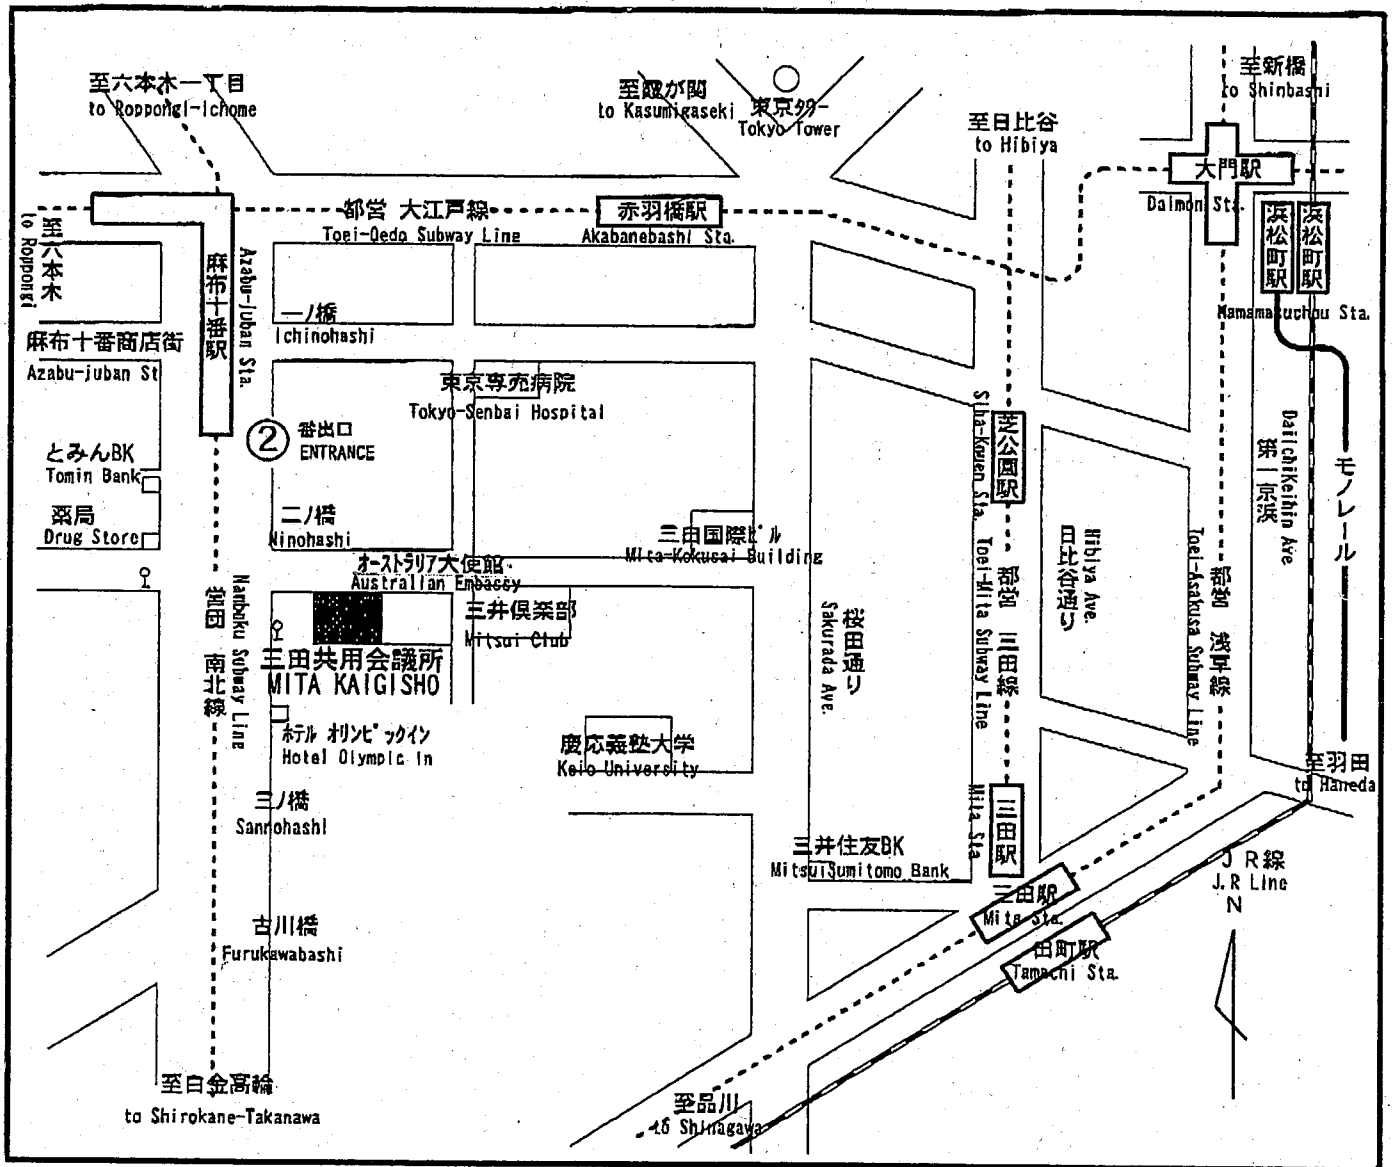 至六本木一丁目
to Roppongi-Ichome
至霞が関
to Kasumigaseki
東京タワー
Tokyo Tower
至日比谷
to Hibiya
至新橋
to Shinbashi
大門駅
Daimon Sta.
至六本木
to Roppongi
都営 大江戸線
Toei-Oedo Subway Line
赤羽橋駅
Akabanebashi Sta.
浜松町駅
浜松町駅
Mamamatuchou Sta.
麻布十番駅
Azabu-juban Sta.
一ノ橋
Ichinohashi
麻布十番商店街
Azabu-juban St
東京専売病院
Tokyo-Senbai Hospital
②
番出口
ENTRANCE
とみんBK
Tomin Bank
薬局
Drug Store
二ノ橋
Ninohashi
三田国際ビル
Mita-Kokusai Building
芝公園駅
Siba-Kouen Sta.
第一京浜
DaiichiKeihin Ave
モノレール
オーストラリア大使館
Australian Embassy
三井倶楽部
Mitsui Club
営団 南北線
Nanboku Subway Line
三田共用会議所
MITA KAIGISHO
桜田通り
Sakurada Ave.
都営 三田線
Toei-Mita Subway Line
日比谷通り
Hibiya Ave.
都営 浅草線
Toei-Asakusa Subway Line
ホテル オリンピックイン
Hotel Olympic in
慶応義塾大学
Keio University
至羽田
to Haneda
三ノ橋
Sannohashi
三井住友BK
MitsuiSumitomo Bank
三田駅
Mita Sta.
JR線
J.R Line
N
三田駅
Mita Sta.
田町駅
Tamachi Sta.
古川橋
Furukawabashi
至白金高輪
to Shirokane-Takanawa
至品川
to Shinagawa